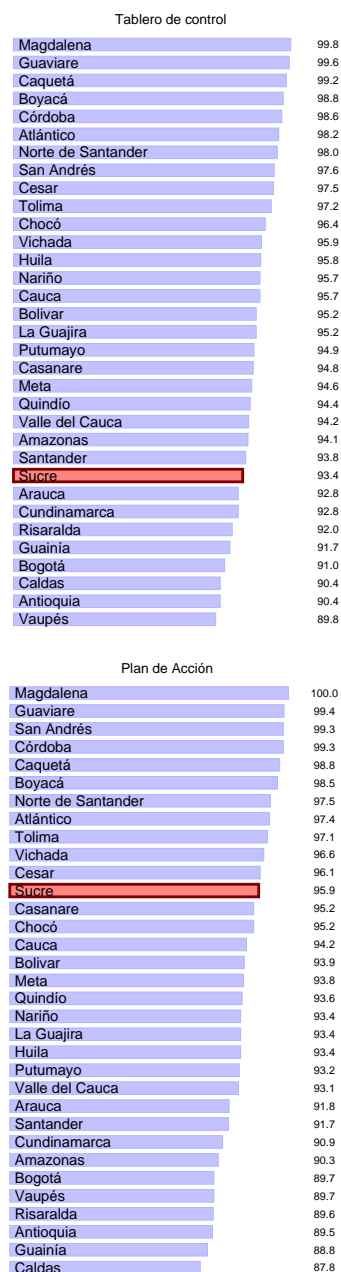 Tablero de control
Magdalena 99.8
Guaviare 99.6
Caquetá 99.2
Boyacá 98.8
Córdoba 98.6
Atlántico 98.2
Norte de Santander 98.0
San Andrés 97.6
Cesar 97.5
Tolima 97.2
Chocó 96.4
Vichada 95.9
Huila 95.8
Nariño 95.7
Cauca 95.7
Bolivar 95.2
La Guajira 95.2
Putumayo 94.9
Casanare 94.8
Meta 94.6
Quindío 94.4
Valle del Cauca 94.2
Amazonas 94.1
Santander 93.8
Sucre 93.4
Arauca 92.8
Cundinamarca 92.8
Risaralda 92.0
Guainía 91.7
Bogotá 91.0
Caldas 90.4
Antioquia 90.4
Vaupés 89.8
Plan de Acción
Magdalena 100.0
Guaviare 99.4
San Andrés 99.3
Córdoba 99.3
Caquetá 98.8
Boyacá 98.5
Norte de Santander 97.5
Atlántico 97.4
Tolima 97.1
Vichada 96.6
Cesar 96.1
Sucre 95.9
Casanare 95.2
Chocó 95.2
Cauca 94.2
Bolivar 93.9
Meta 93.8
Quindío 93.6
Nariño 93.4
La Guajira 93.4
Huila 93.4
Putumayo 93.2
Valle del Cauca 93.1
Arauca 91.8
Santander 91.7
Cundinamarca 90.9
Amazonas 90.3
Bogotá 89.7
Vaupés 89.7
Risaralda 89.6
Antioquia 89.5
Guainía 88.8
Caldas 87.8